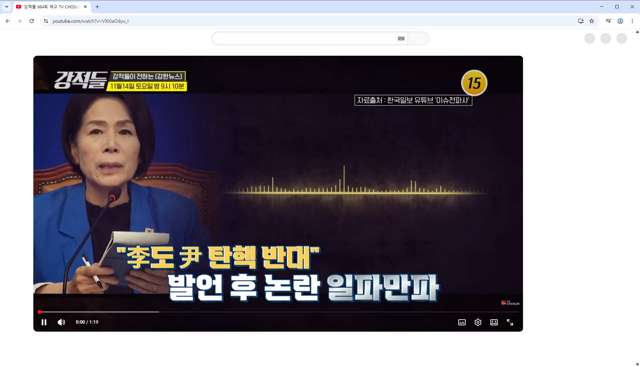 강적들
강적들이 전하는 [강한뉴스]
11월14일 토요일 밤 9시 10분
15
자료출처 : 한국일보 유튜브 '이슈전파사'
"李도 尹 탄핵 반대"
발언 후 논란 일파만파
0:00 / 1:19